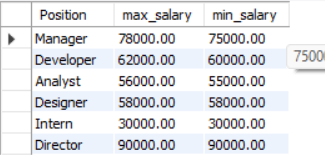 Position max_salary min_salary
Manager 78000.00 75000.00
Developer 62000.00 60000.00
Analyst 56000.00 55000.00
Designer 58000.00 58000.00
Intern 30000.00 30000.00
Director 90000.00 90000.00
7500